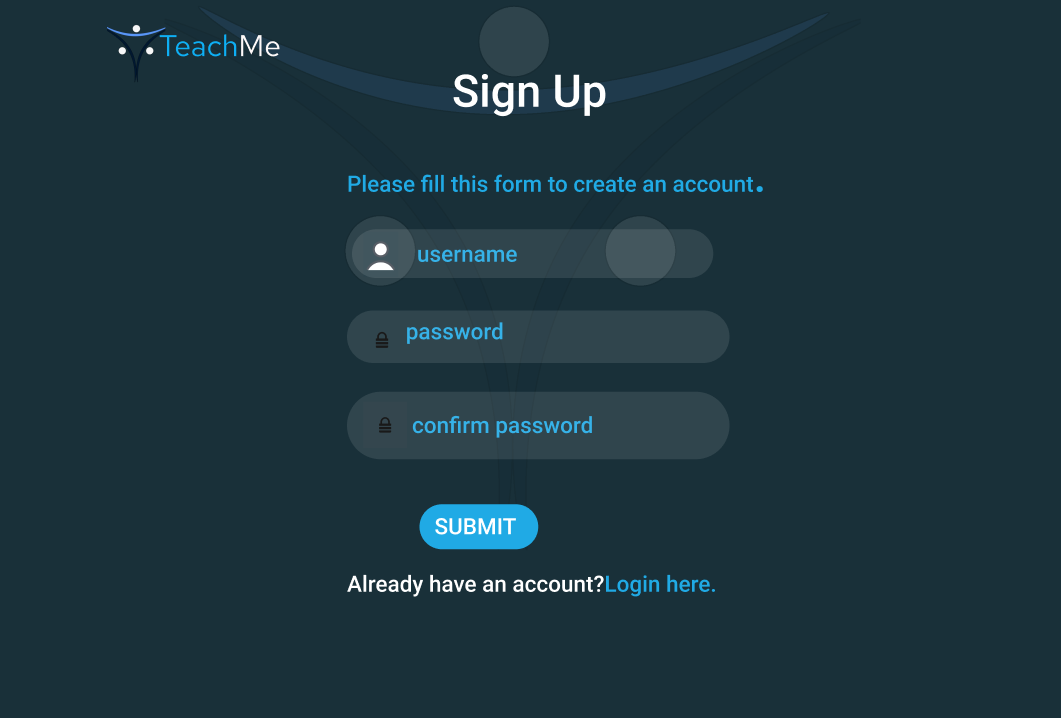 TeachMe
Sign Up
Please fill this form to create an account.
username
password
confirm password
SUBMIT
Already have an account?Login here.